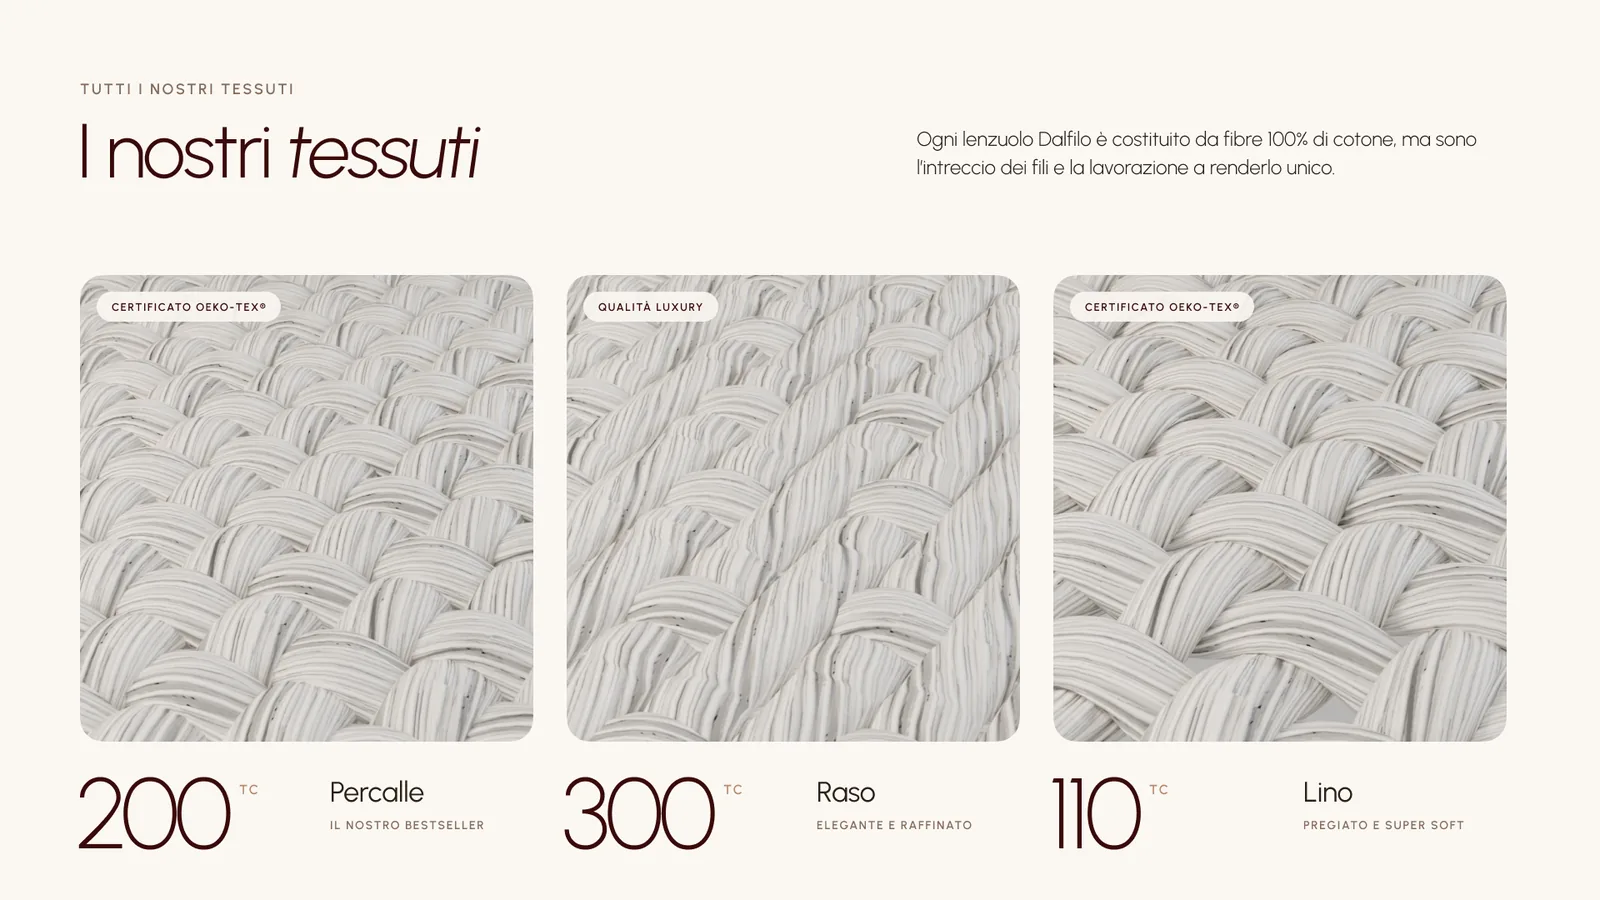 TUTTI I NOSTRI TESSUTI
I nostri tessuti
Ogni lenzuolo Dalfilo è costituito da fibre 100% di cotone, ma sono
l'intreccio dei fili e la lavorazione a renderlo unico.
CERTIFICATO OEKO-TEX®
QUALITÀ LUXURY
CERTIFICATO OEKO-TEX®
200 TC
Percalle
IL NOSTRO BESTSELLER
300 TC
Raso
ELEGANTE E RAFFINATO
110 TC
Lino
PREGIATO E SUPER SOFT